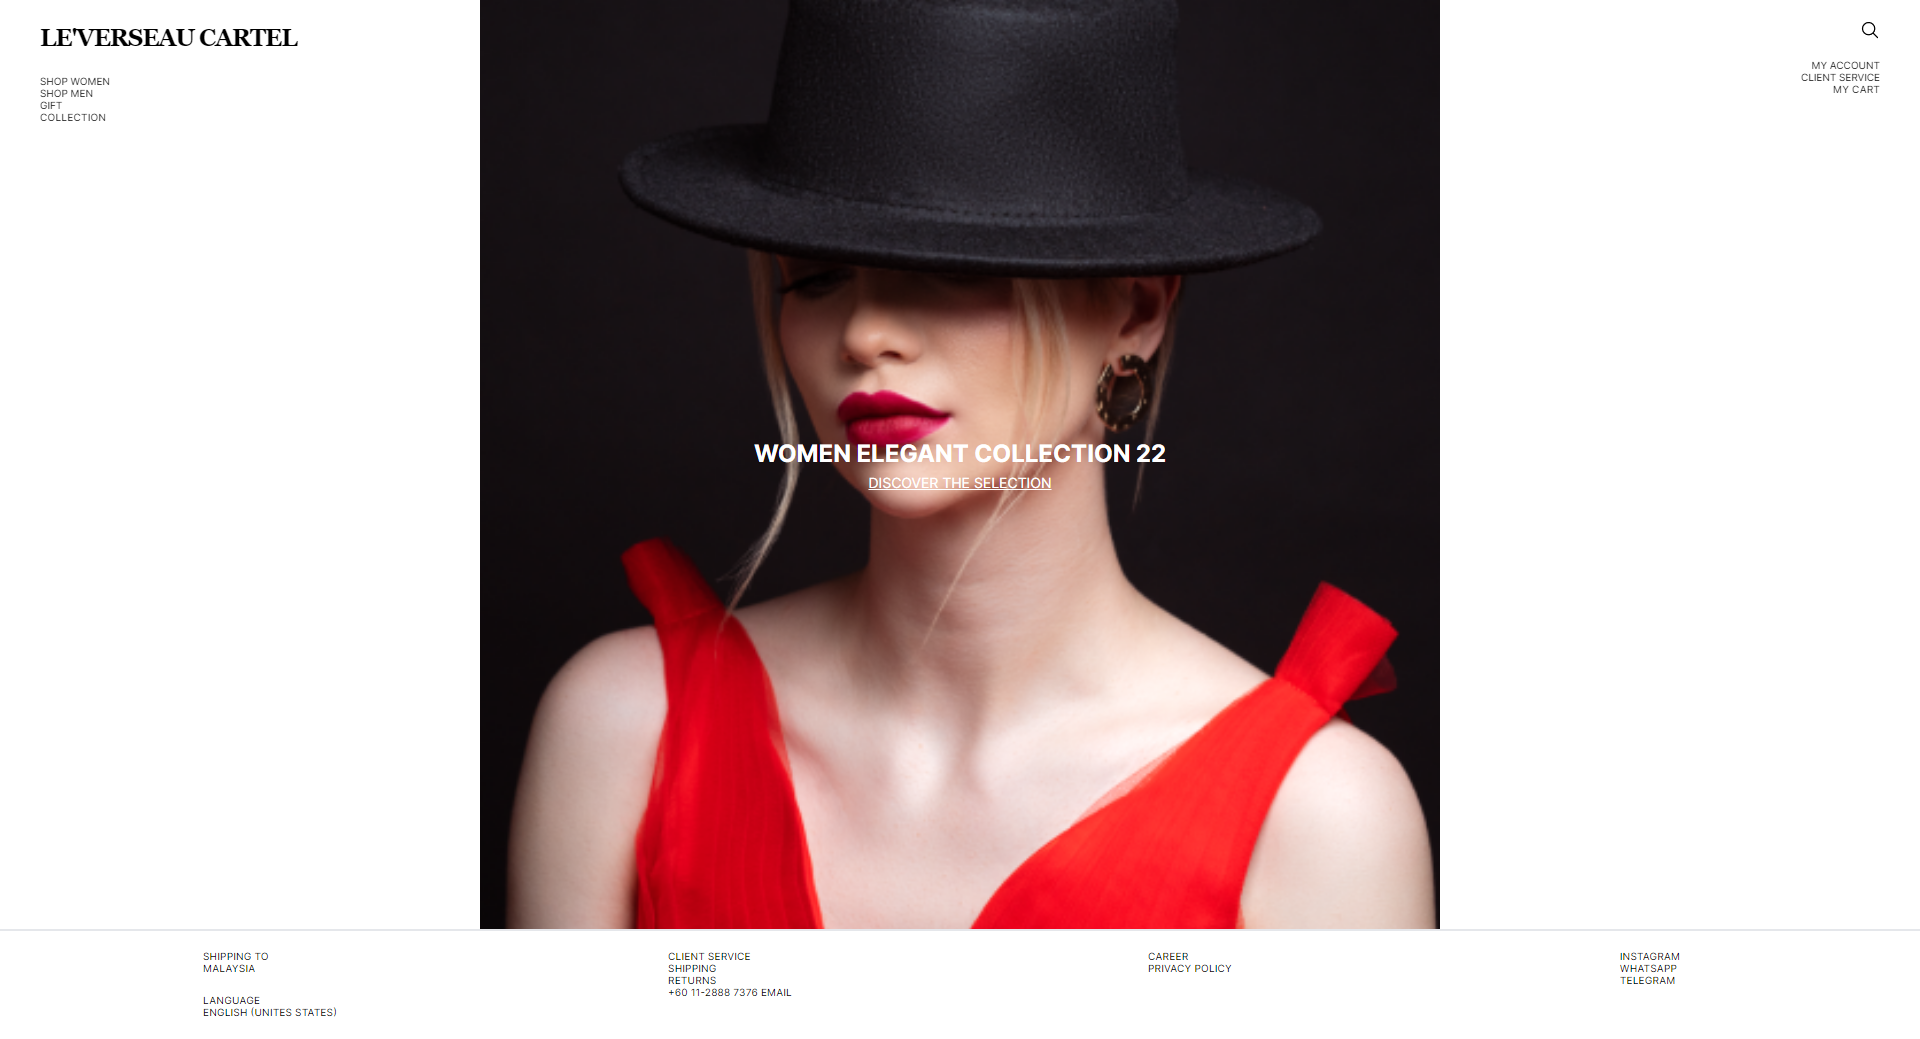 LE'VERSEAU CARTEL
SHOP WOMEN
SHOP MEN
GIFT
COLLECTION
MY ACCOUNT
CLIENT SERVICE
MY CART
WOMEN ELEGANT COLLECTION 22
DISCOVER THE SELECTION
SHIPPING TO
MALAYSIA
LANGUAGE
ENGLISH (UNITES STATES)
CLIENT SERVICE
SHIPPING
RETURNS
+60 11-2888 7376 EMAIL
CAREER
PRIVACY POLICY
INSTAGRAM
WHATSAPP
TELEGRAM